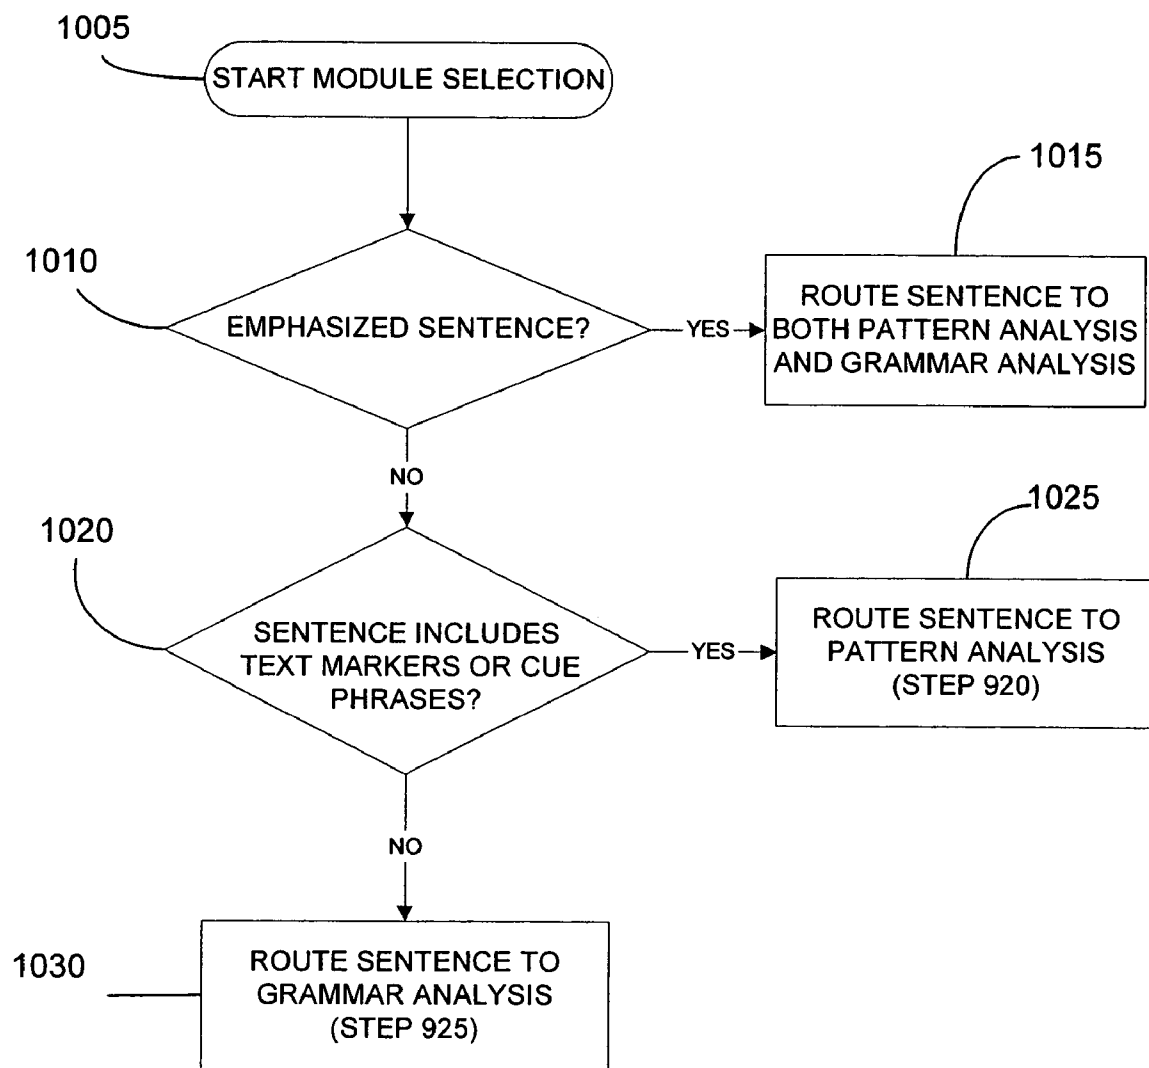 1005
START MODULE SELECTION
1015
1010
EMPHASIZED SENTENCE?
YES
ROUTE SENTENCE TO
BOTH PATTERN ANALYSIS
AND GRAMMAR ANALYSIS
NO
1025
1020
SENTENCE INCLUDES
TEXT MARKERS OR CUE
PHRASES?
YES
ROUTE SENTENCE TO
PATTERN ANALYSIS
(STEP 920)
NO
1030
ROUTE SENTENCE TO
GRAMMAR ANALYSIS
(STEP 925)